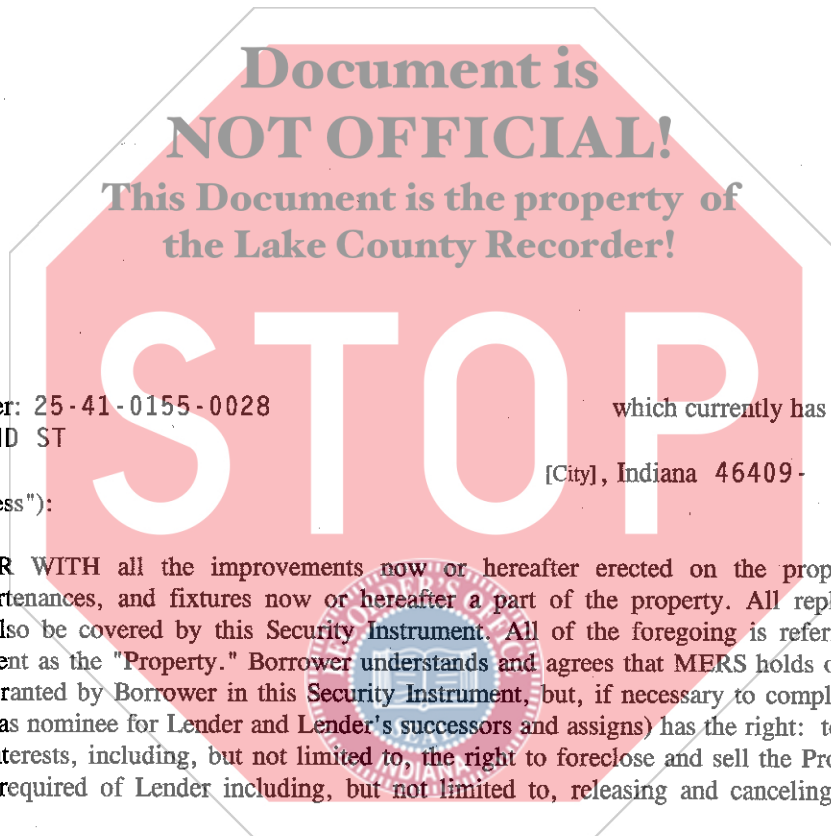 Document is
NOT OFFICIAL!
This Document is the property of
the Lake County Recorder!
STOP
er: 25-41-0155-0028 which currently has
ND ST
[City], Indiana 46409-
ess"):
R WITH all the improvements now or hereafter erected on the prop
rtenances, and fixtures now or hereafter a part of the property. All repl
lso be covered by this Security Instrument. All of the foregoing is refer
ent as the "Property." Borrower understands and agrees that MERS holds o
ranted by Borrower in this Security Instrument, but, if necessary to compl
as nominee for Lender and Lender's successors and assigns) has the right: t
terests, including, but not limited to, the right to foreclose and sell the Pro
required of Lender including, but not limited to, releasing and canceling
RECORDER'S OFFICE
SEAL
INDIANA